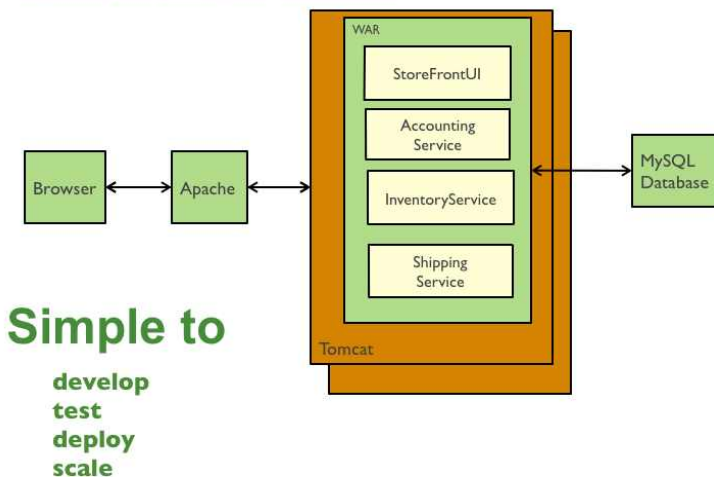 WAR
StoreFrontUI
Accounting
Service
InventoryService
Shipping
Service
Browser
Apache
MySQL
Database
Tomcat
Simple to
develop
test
deploy
scale